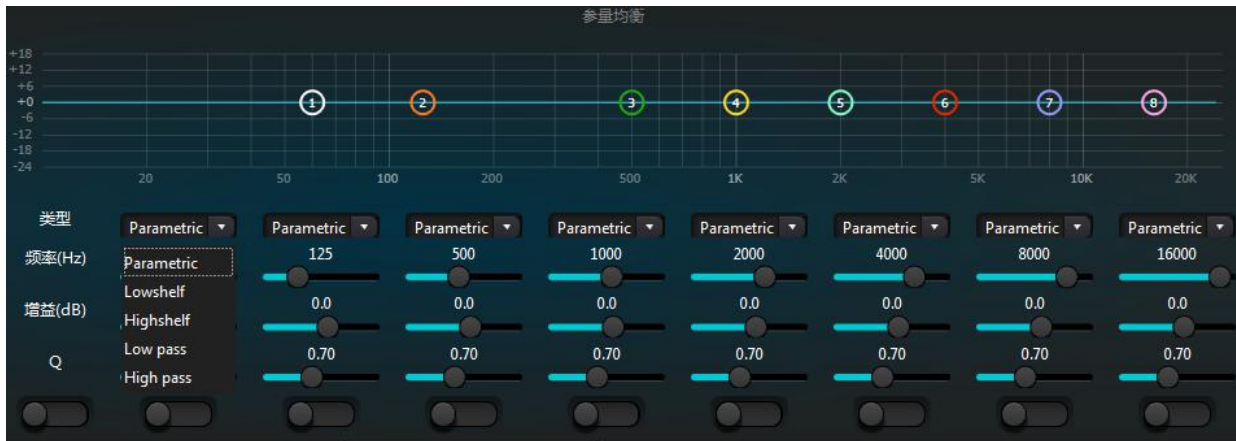 参量均衡
+18
+12
+6
+0
-6
-12
-18
-24
1 2 3 4 5 6 7 8
20 50 100 200 500 1K 2K 5K 10K 20K
类型 Parametric Parametric Parametric Parametric Parametric Parametric Parametric Parametric
频率(Hz) 125 500 1000 2000 4000 8000 16000
Parametric
Lowshelf
增益(dB) 0.0 0.0 0.0 0.0 0.0 0.0 0.0
Highshelf
Low pass
Q 0.70 0.70 0.70 0.70 0.70 0.70 0.70
High pass